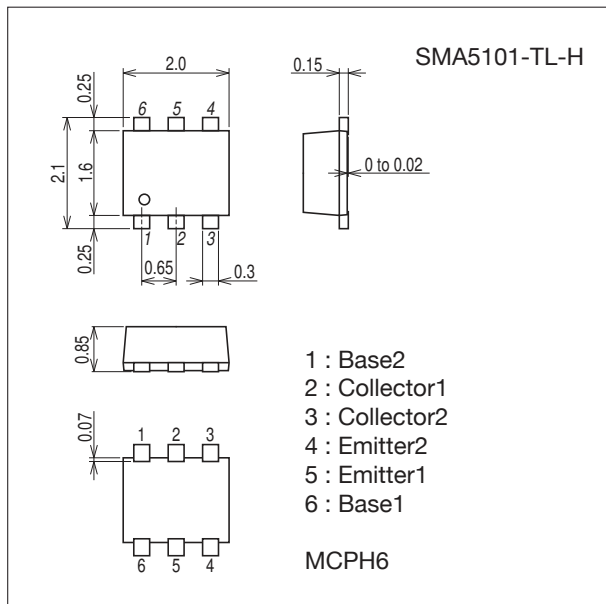 SMA5101-TL-H
2.0
0.15
0.25
6 5 4
2.1
1.6
0 to 0.02
0.25
1 2 3
0.65
0.3
0.85
1 : Base2
2 : Collector1
3 : Collector2
4 : Emitter2
5 : Emitter1
6 : Base1
0.07
1 2 3
6 5 4
MCPH6